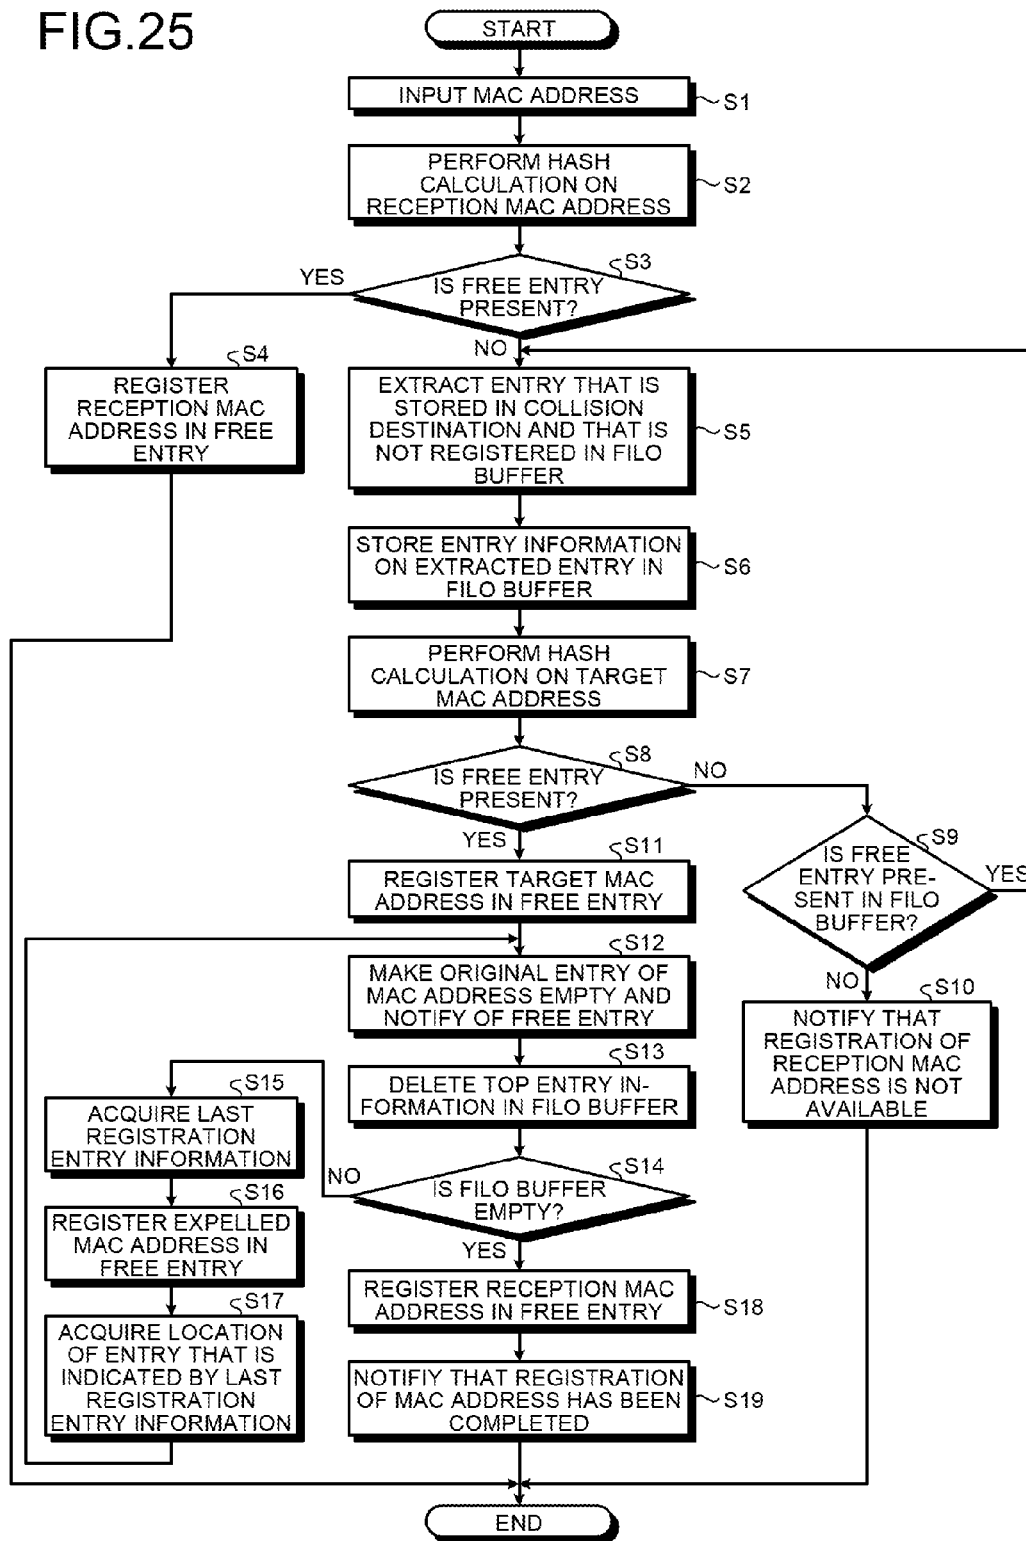 FIG.25
START
INPUT MAC ADDRESS
S1
PERFORM HASH
CALCULATION ON
RECEPTION MAC ADDRESS
S2
S3
YES
IS FREE ENTRY
PRESENT?
NO
S4
REGISTER
RECEPTION MAC
ADDRESS IN FREE
ENTRY
EXTRACT ENTRY THAT IS
STORED IN COLLISION
DESTINATION AND THAT IS
NOT REGISTERED IN FILO
BUFFER
S5
STORE ENTRY INFORMATION
ON EXTRACTED ENTRY IN
FILO BUFFER
S6
PERFORM HASH
CALCULATION ON TARGET
MAC ADDRESS
S7
S8
IS FREE ENTRY
PRESENT?
NO
YES
S9
IS FREE
ENTRY PRE-
SENT IN FILO
BUFFER?
YES
NO
S10
NOTIFY THAT
REGISTRATION OF
RECEPTION MAC
ADDRESS IS NOT
AVAILABLE
S11
REGISTER TARGET MAC
ADDRESS IN FREE ENTRY
S12
MAKE ORIGINAL ENTRY OF
MAC ADDRESS EMPTY AND
NOTIFY OF FREE ENTRY
S13
DELETE TOP ENTRY IN-
FORMATION IN FILO BUFFER
S14
NO
IS FILO BUFFER
EMPTY?
YES
S15
ACQUIRE LAST
REGISTRATION
ENTRY INFORMATION
S16
REGISTER EXPELLED
MAC ADDRESS IN
FREE ENTRY
S17
ACQUIRE LOCATION
OF ENTRY THAT IS
INDICATED BY LAST
REGISTRATION
ENTRY INFORMATION
REGISTER RECEPTION MAC
ADDRESS IN FREE ENTRY
S18
NOTIFIY THAT REGISTRATION
OF MAC ADDRESS HAS BEEN
COMPLETED
S19
END